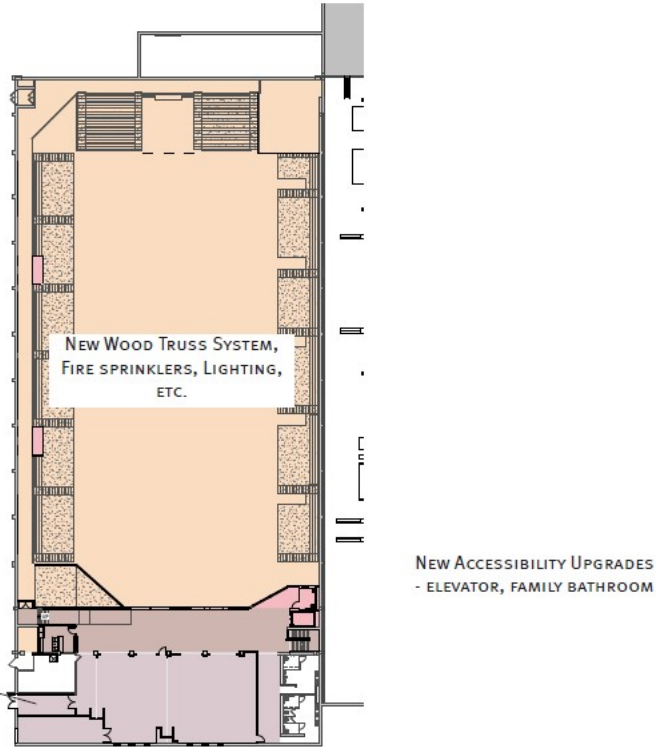 New Wood Truss System,
Fire sprinklers, Lighting,
etc.
New Accessibility Upgrades
- elevator, family bathroom